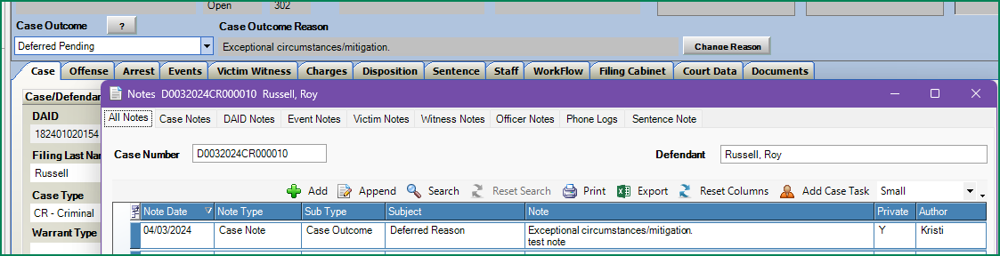 Open 302
Case Outcome ? Case Outcome Reason
Deferred Pending Exceptional circumstances/mitigation. Change Reason
Case Offense Arrest Events Victim Witness Charges Disposition Sentence Staff WorkFlow Filing Cabinet Court Data Documents
Case/Defendan
Notes D0032024CR000010 Russell, Roy
All Notes Case Notes DAID Notes Event Notes Victim Notes Witness Notes Officer Notes Phone Logs Sentence Note
DAID
182401020154
Case Number D0032024CR000010 Defendant Russell, Roy
Filing Last Nam
Russell
Add Append Search Reset Search Print Export Reset Columns Add Case Task Small
Case Type
CR - Criminal
Note Date Note Type Sub Type Subject Note Private Author
Warrant Type
04/03/2024 Case Note Case Outcome Deferred Reason Exceptional circumstances/mitigation. Y Kristi
test note